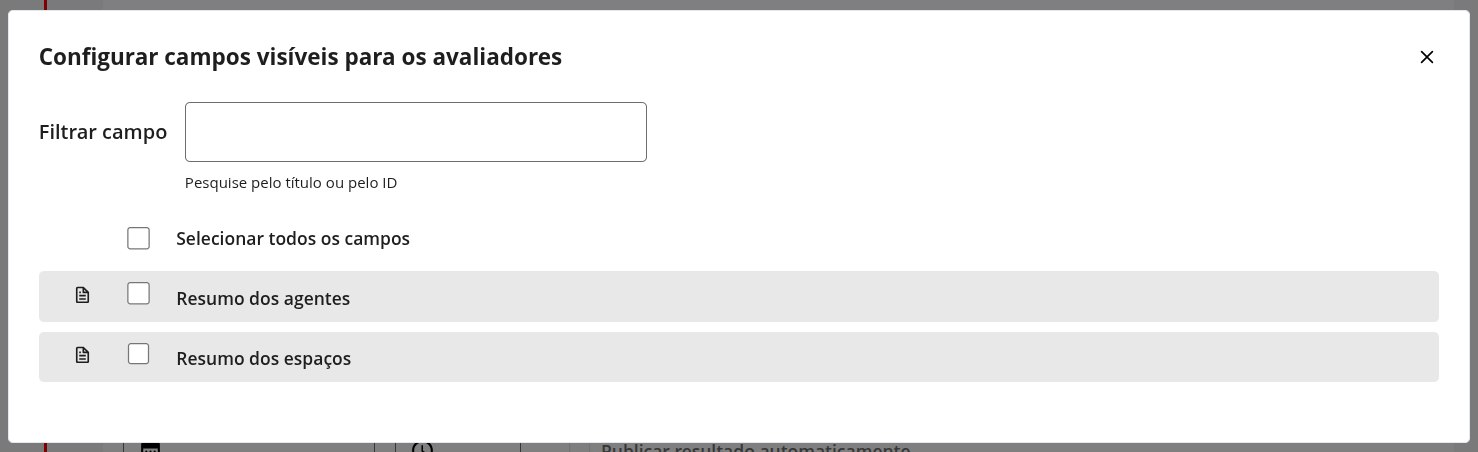 Configurar campos visíveis para os avaliadores
Filtrar campo
Pesquise pelo título ou pelo ID
Selecionar todos os campos
Resumo dos agentes
Resumo dos espaços
Publicar resultado automaticamente